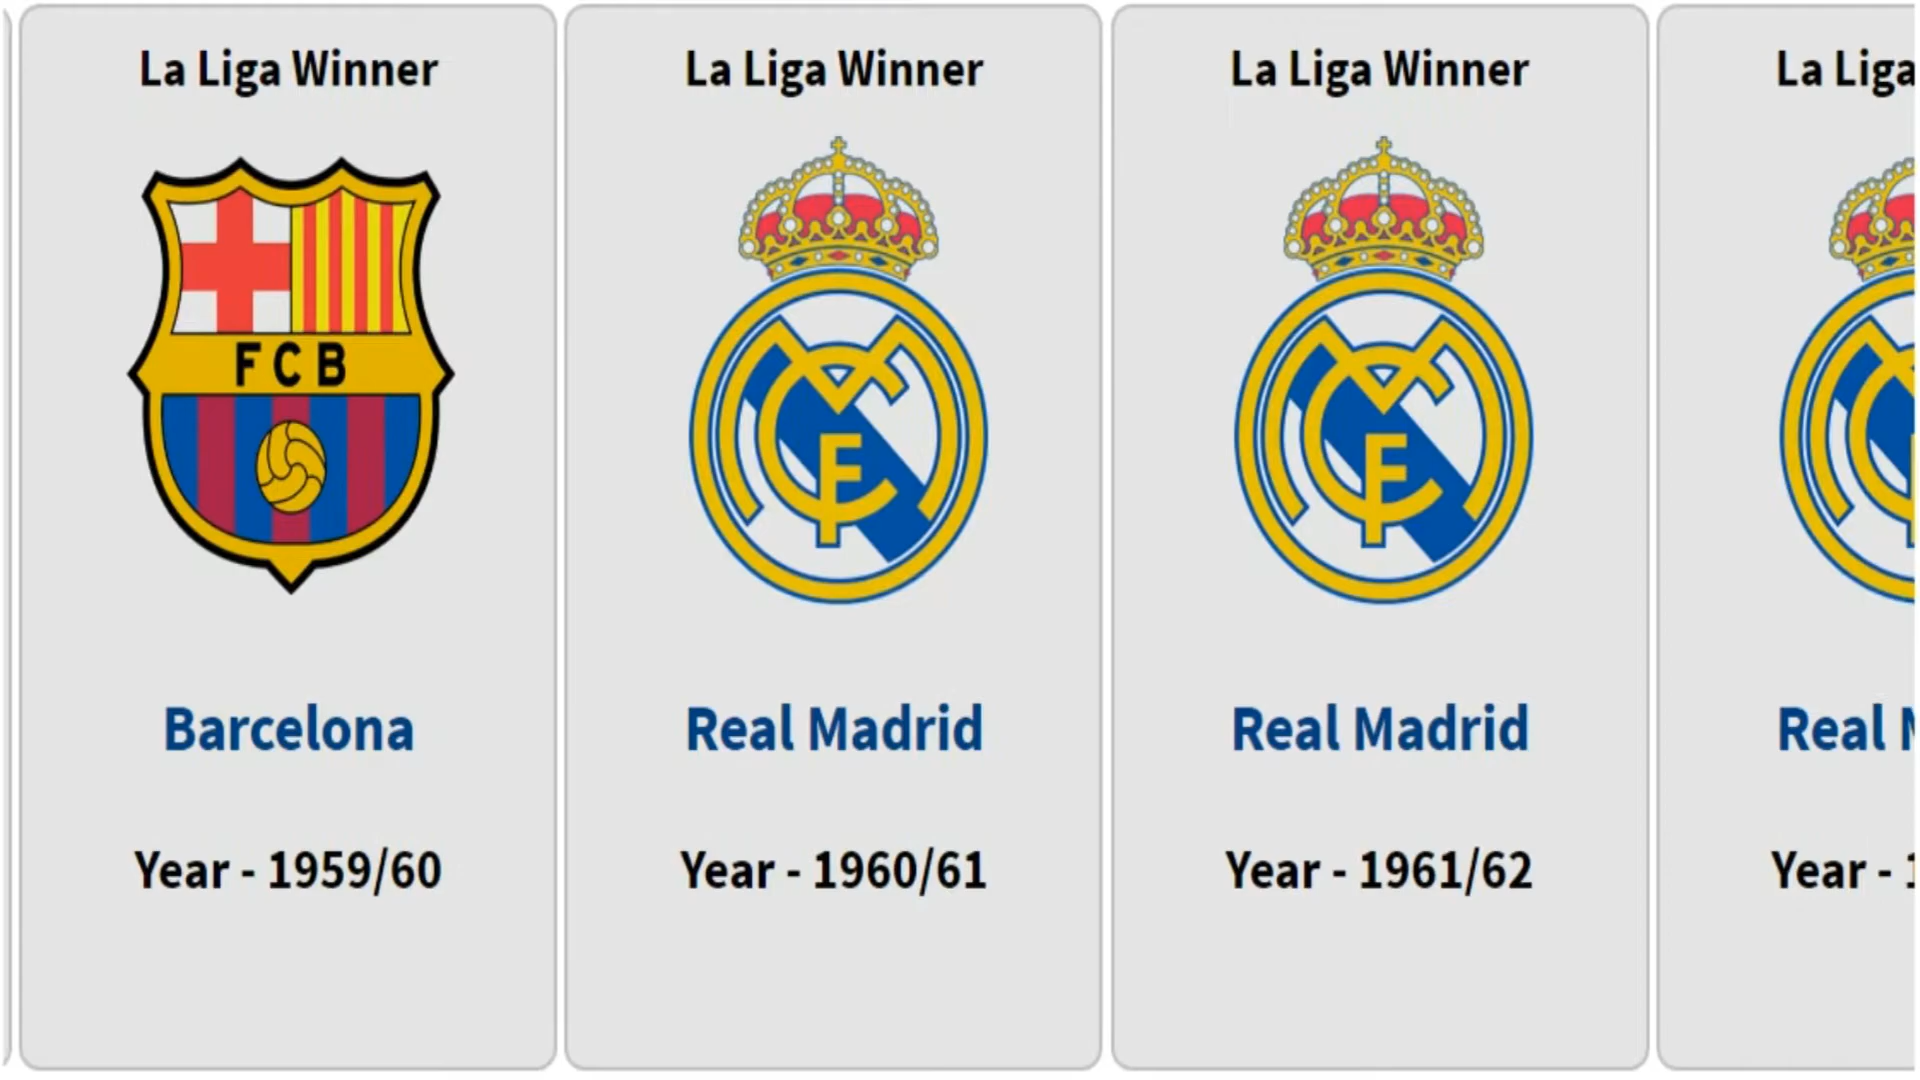 La Liga Winner
FCB
Barcelona
Year - 1959/60
La Liga Winner
Real Madrid
Year - 1960/61
La Liga Winner
Real Madrid
Year - 1961/62
La Liga
Real
Year -